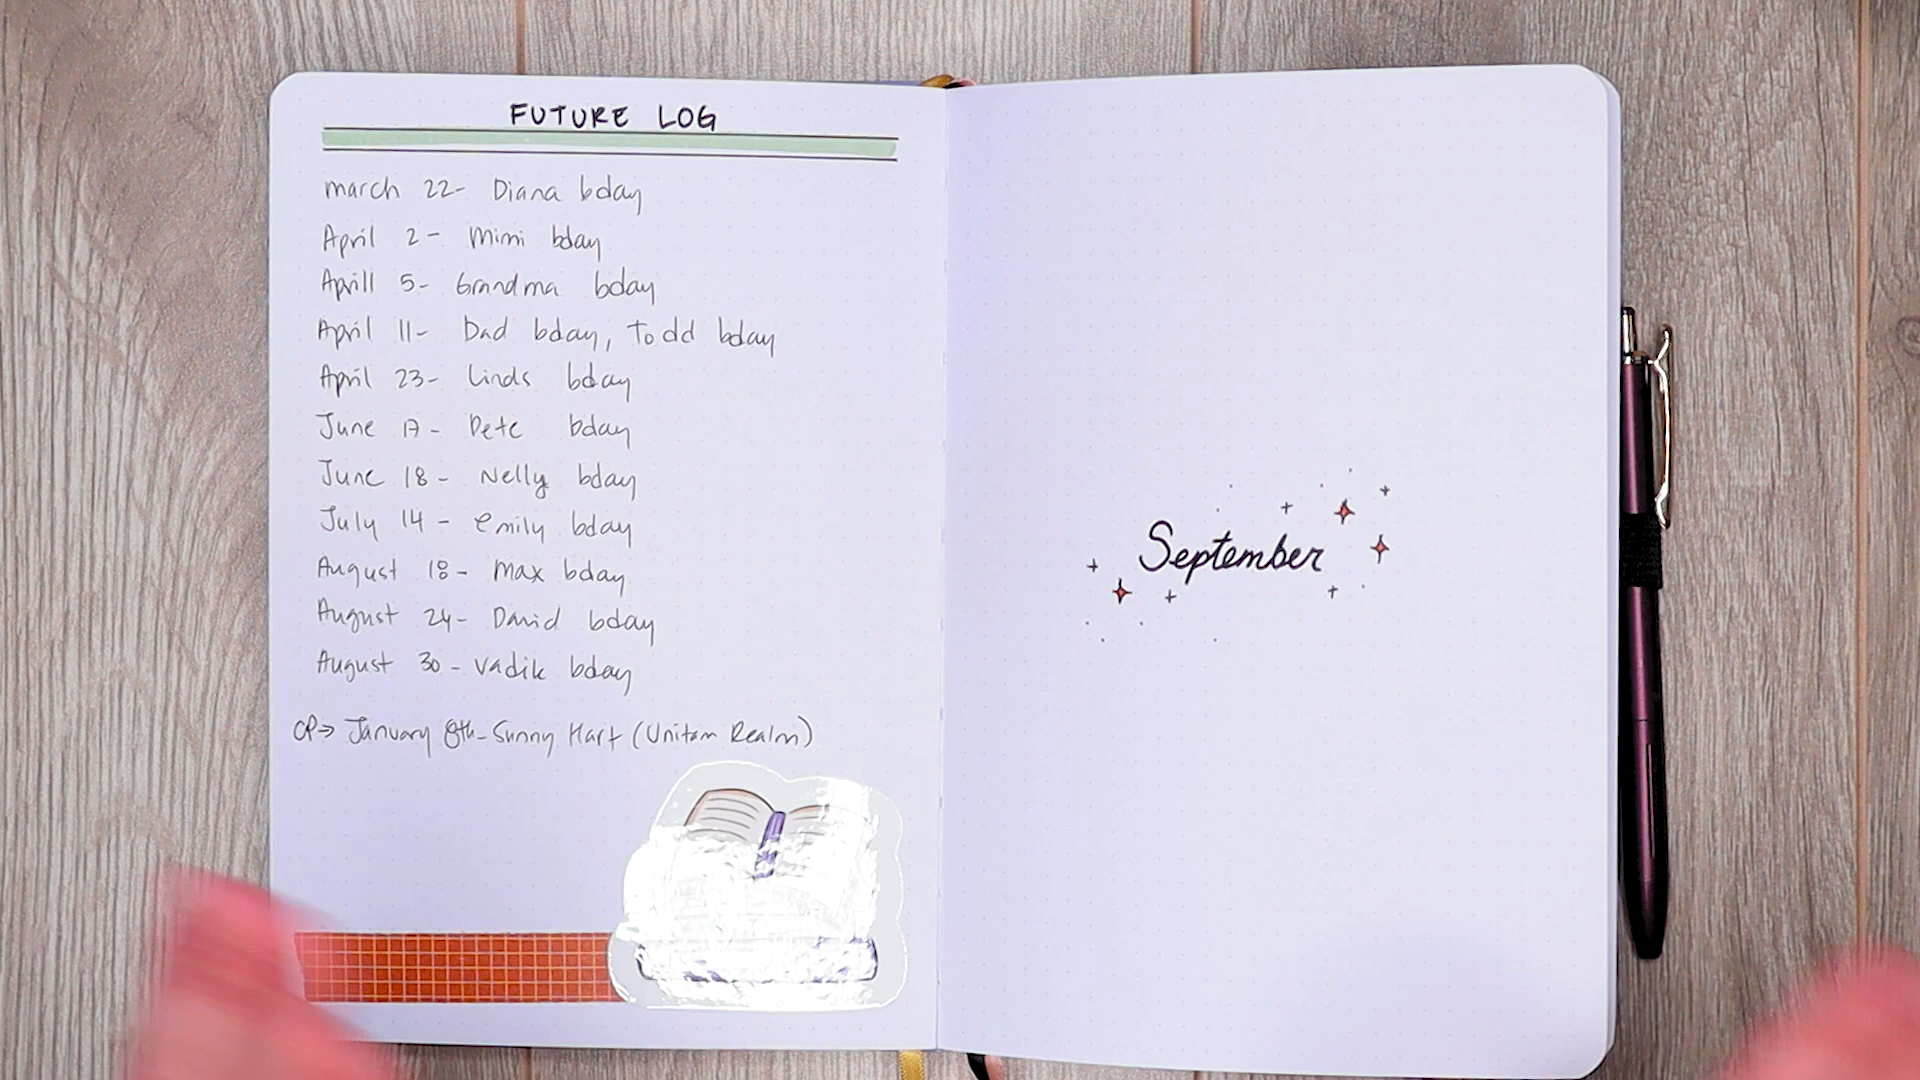 FUTURE LOG
march 22- Diana bday
April 2- Mimi bday
Aprill 5- Grandma bday
April 11- Dad bday, Todd bday
April 23- Linds bday
June 17- Pete bday
June 18- Nelly bday
July 14- emily bday
August 18- max bday
August 24- David bday
August 30- vadik bday
CP→ January 8th- Sunny Hart (Realm)
September